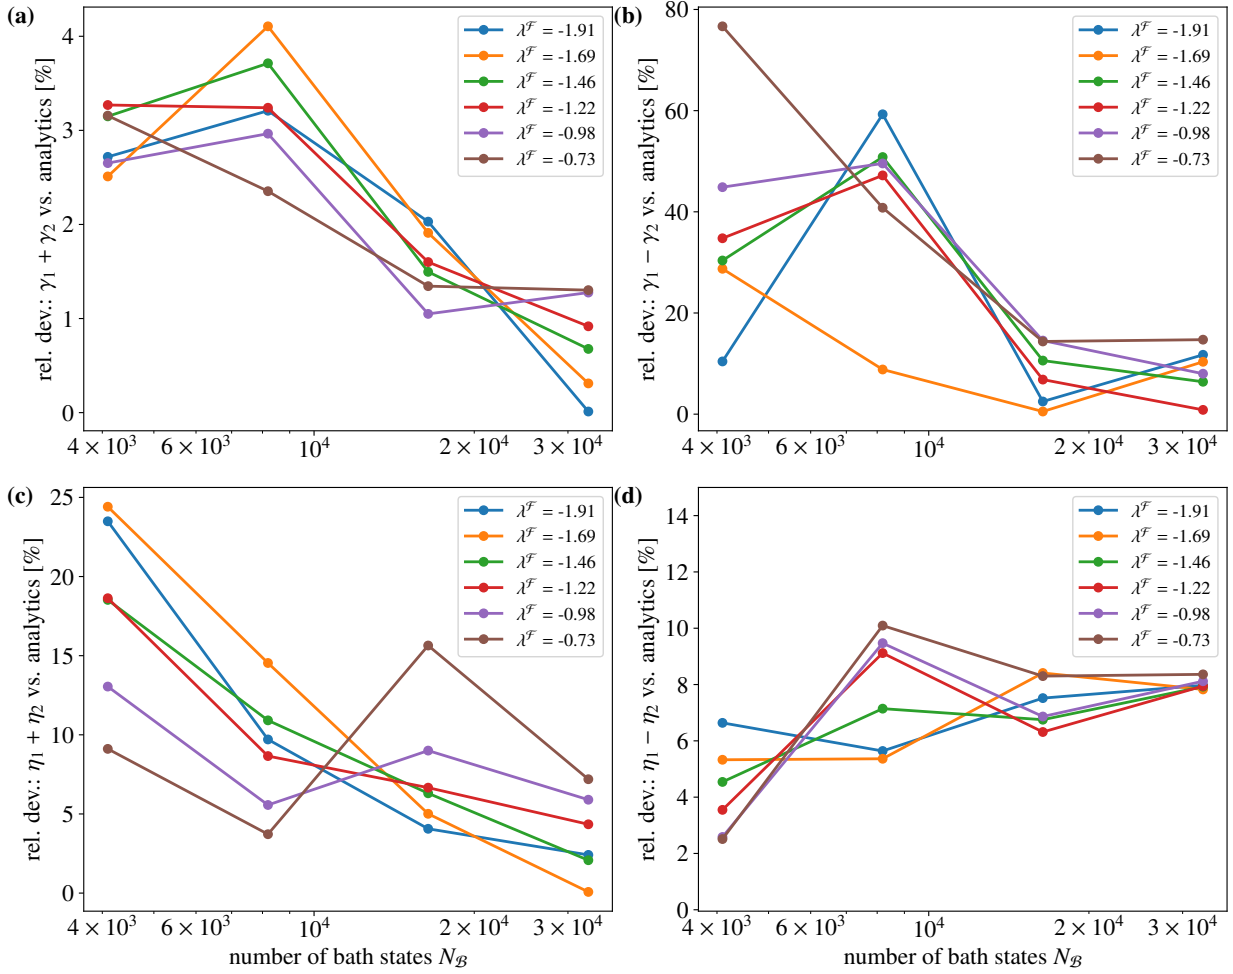 (a)
rel. dev.: γ₁ + γ₂ vs. analytics [%]
4
3
2
1
0
4 × 10³
6 × 10³
10⁴
2 × 10⁴
3 × 10⁴
λ^ℱ = -1.91
λ^ℱ = -1.69
λ^ℱ = -1.46
λ^ℱ = -1.22
λ^ℱ = -0.98
λ^ℱ = -0.73
(b)
rel. dev.: γ₁ − γ₂ vs. analytics [%]
80
60
40
20
0
4 × 10³
6 × 10³
10⁴
2 × 10⁴
3 × 10⁴
λ^ℱ = -1.91
λ^ℱ = -1.69
λ^ℱ = -1.46
λ^ℱ = -1.22
λ^ℱ = -0.98
λ^ℱ = -0.73
(c)
rel. dev.: η₁ + η₂ vs. analytics [%]
25
20
15
10
5
0
4 × 10³
6 × 10³
10⁴
2 × 10⁴
3 × 10⁴
number of bath states N_ℬ
λ^ℱ = -1.91
λ^ℱ = -1.69
λ^ℱ = -1.46
λ^ℱ = -1.22
λ^ℱ = -0.98
λ^ℱ = -0.73
(d)
rel. dev.: η₁ − η₂ vs. analytics [%]
14
12
10
8
6
4
2
0
4 × 10³
6 × 10³
10⁴
2 × 10⁴
3 × 10⁴
number of bath states N_ℬ
λ^ℱ = -1.91
λ^ℱ = -1.69
λ^ℱ = -1.46
λ^ℱ = -1.22
λ^ℱ = -0.98
λ^ℱ = -0.73